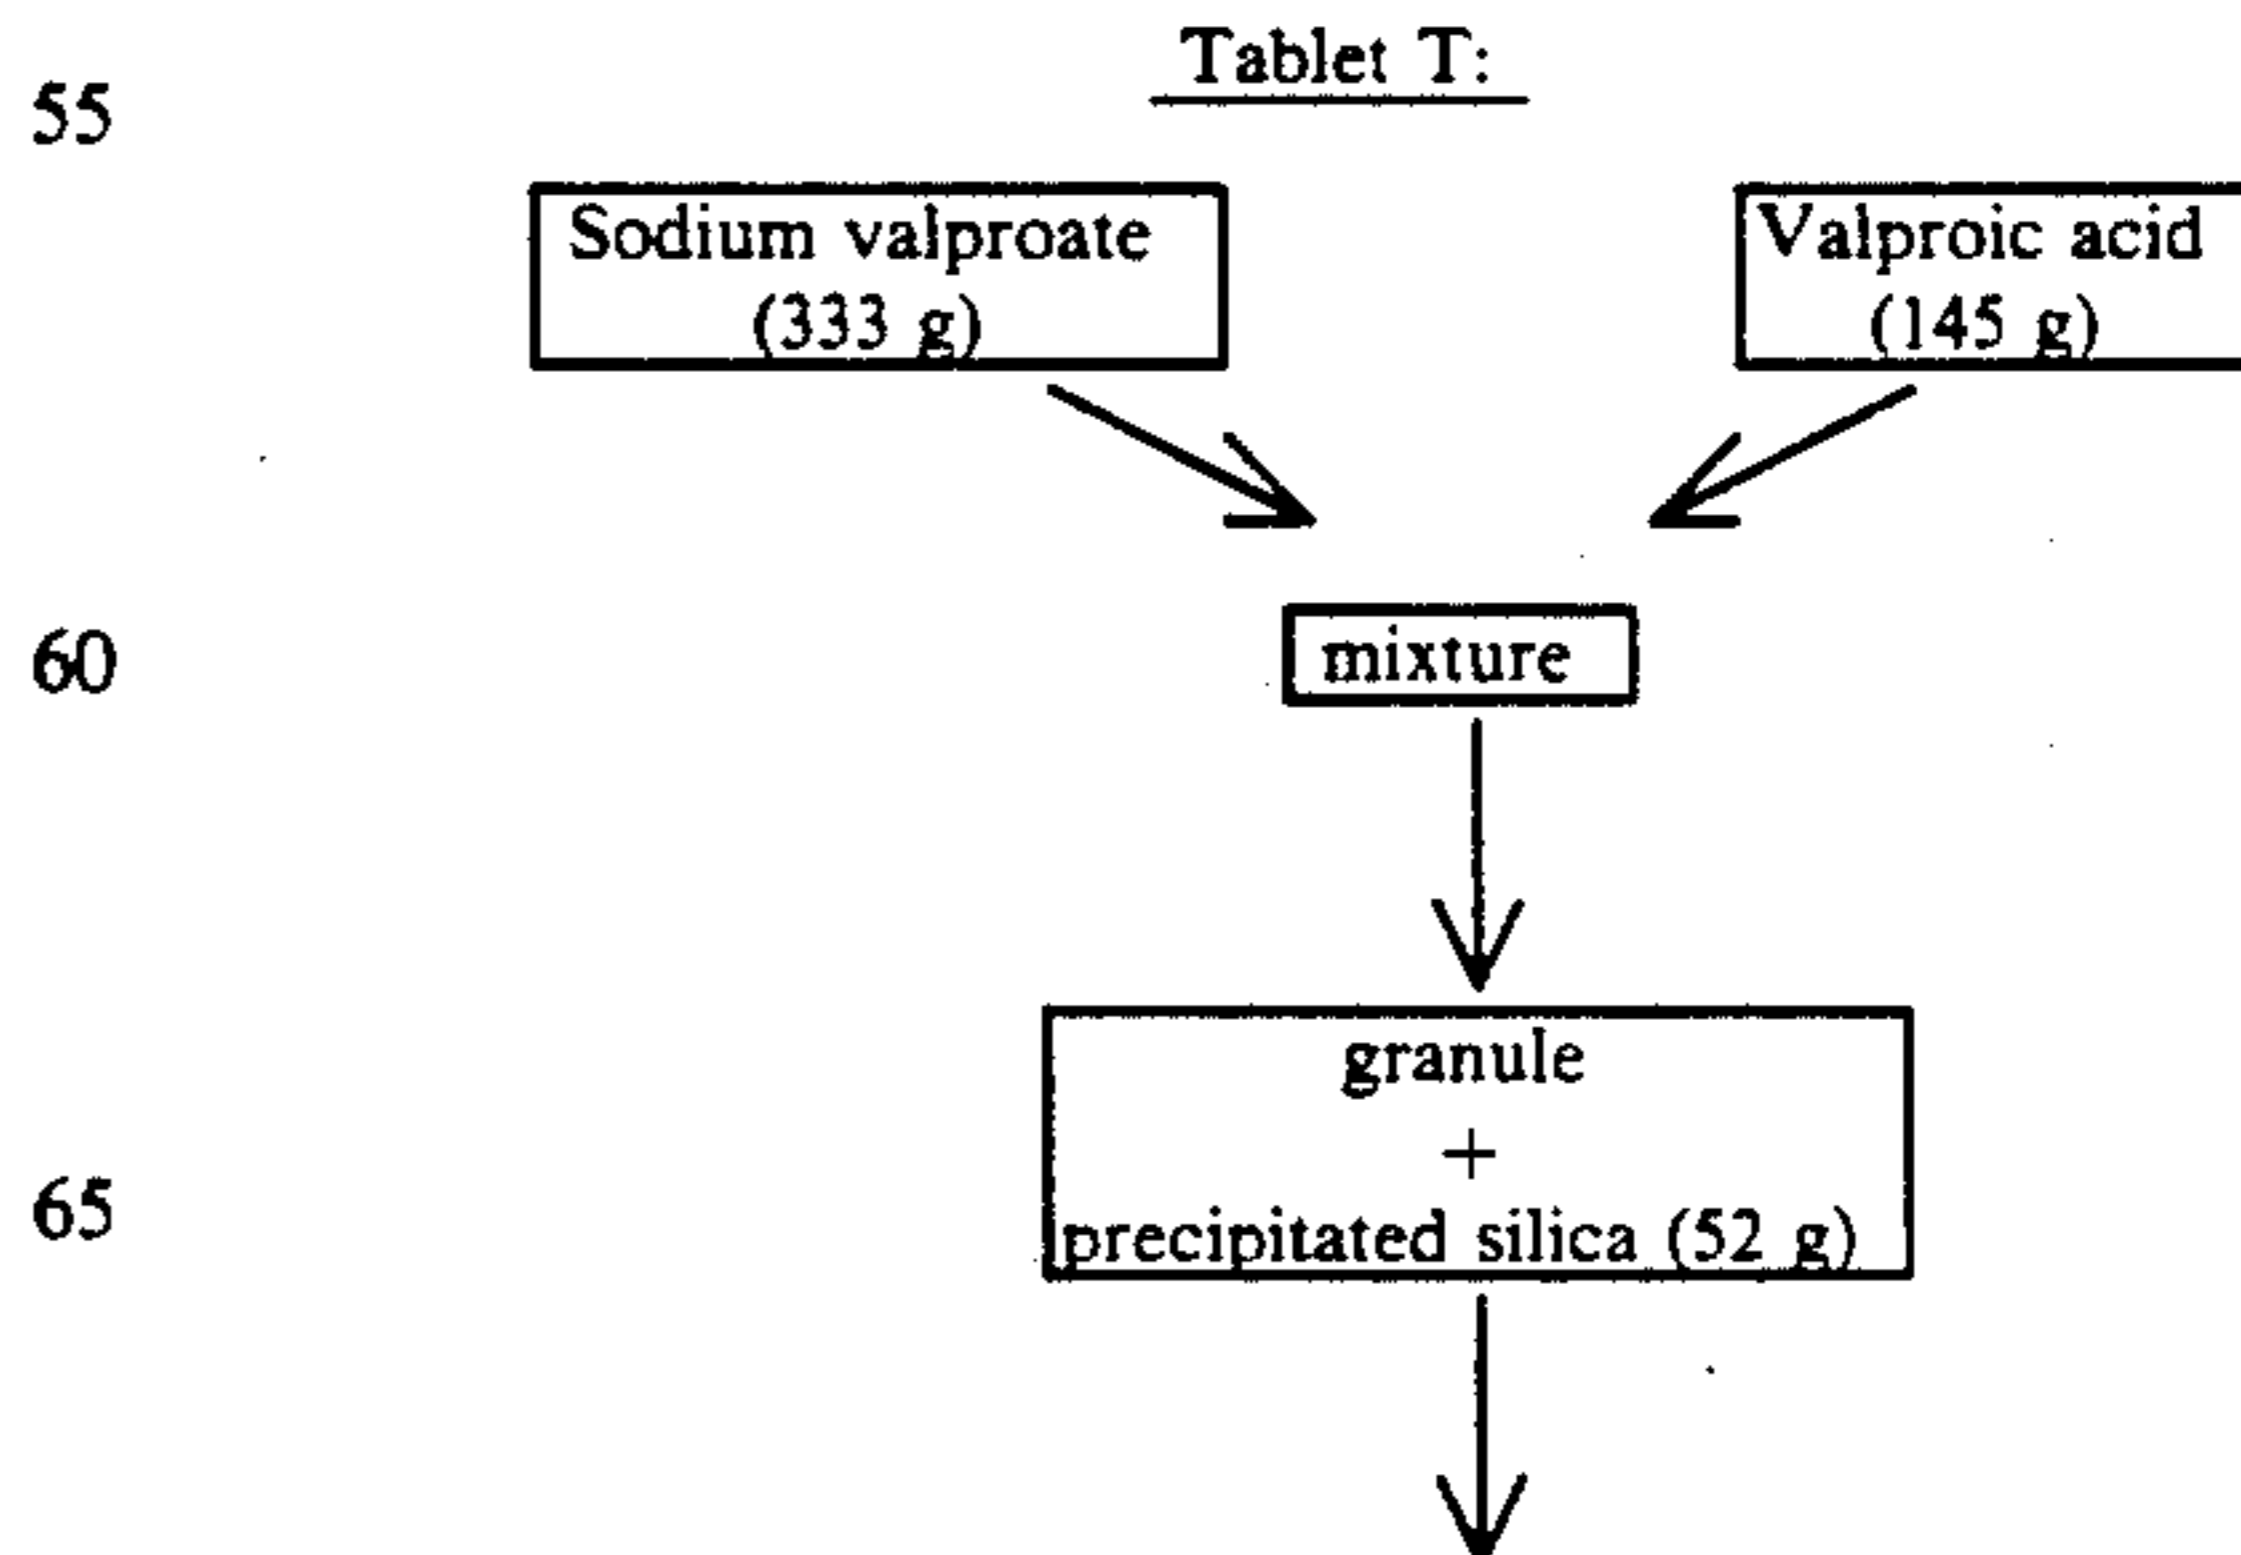 Tablet T:
55
Sodium valproate
(333 g)
Valproic acid
(145 g)
60
mixture
granule
+
65
precipitated silica (52 g)